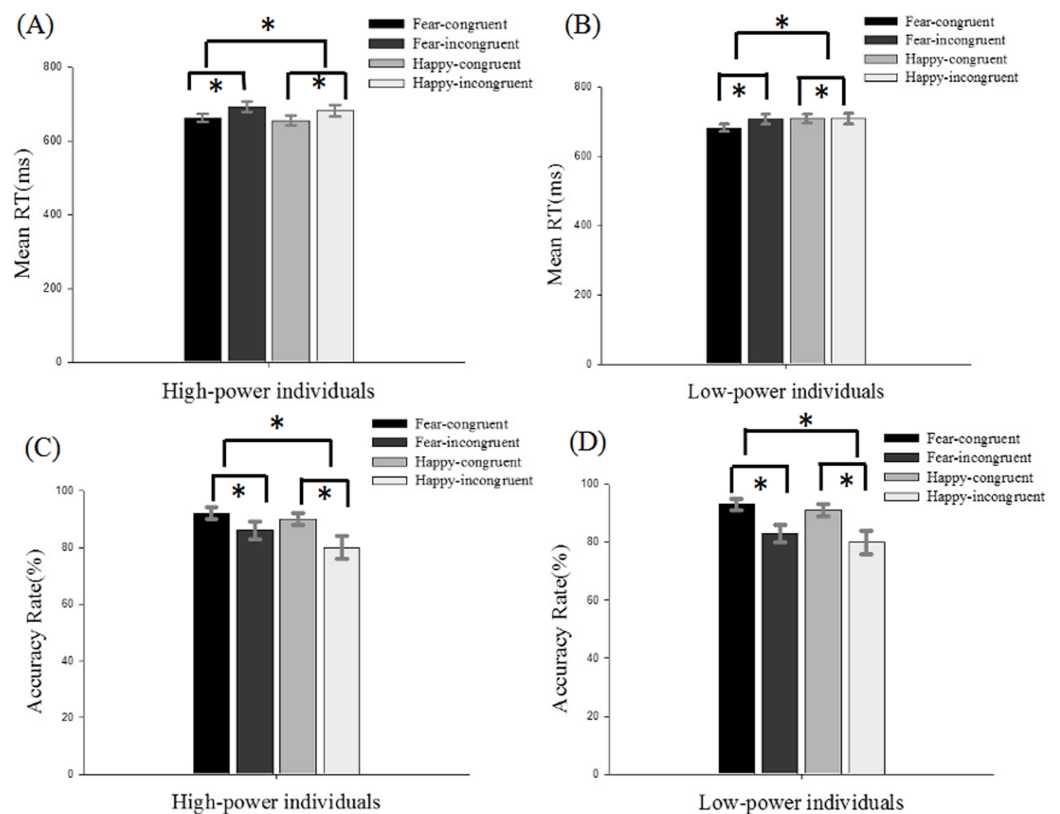 (A)
*
Fear-congruent
Fear-incongruent
Happy-congruent
Happy-incongruent
* *
800
600
400
200
0
Mean RT(ms)
High-power individuals
(B)
*
Fear-congruent
Fear-incongruent
Happy-congruent
Happy-incongruent
* *
800
600
400
200
0
Mean RT(ms)
Low-power individuals
(C)
*
Fear-congruent
Fear-incongruent
Happy-congruent
Happy-incongruent
* *
100
80
60
40
20
0
Accuracy Rate(%)
High-power individuals
(D)
*
Fear-congruent
Fear-incongruent
Happy-congruent
Happy-incongruent
* *
100
80
60
40
20
0
Accuracy Rate(%)
Low-power individuals